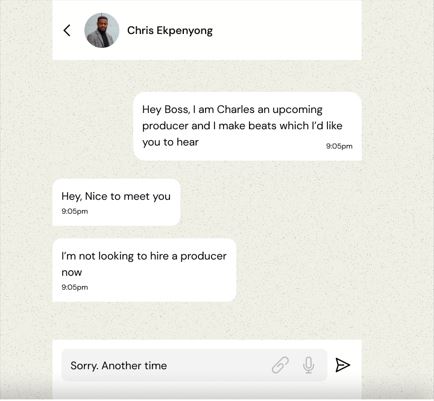 Chris Ekpenyong
Hey Boss, I am Charles an upcoming
producer and I make beats which I'd like
you to hear
9:05pm
Hey, Nice to meet you
9:05pm
I'm not looking to hire a producer
now
9:05pm
Sorry. Another time